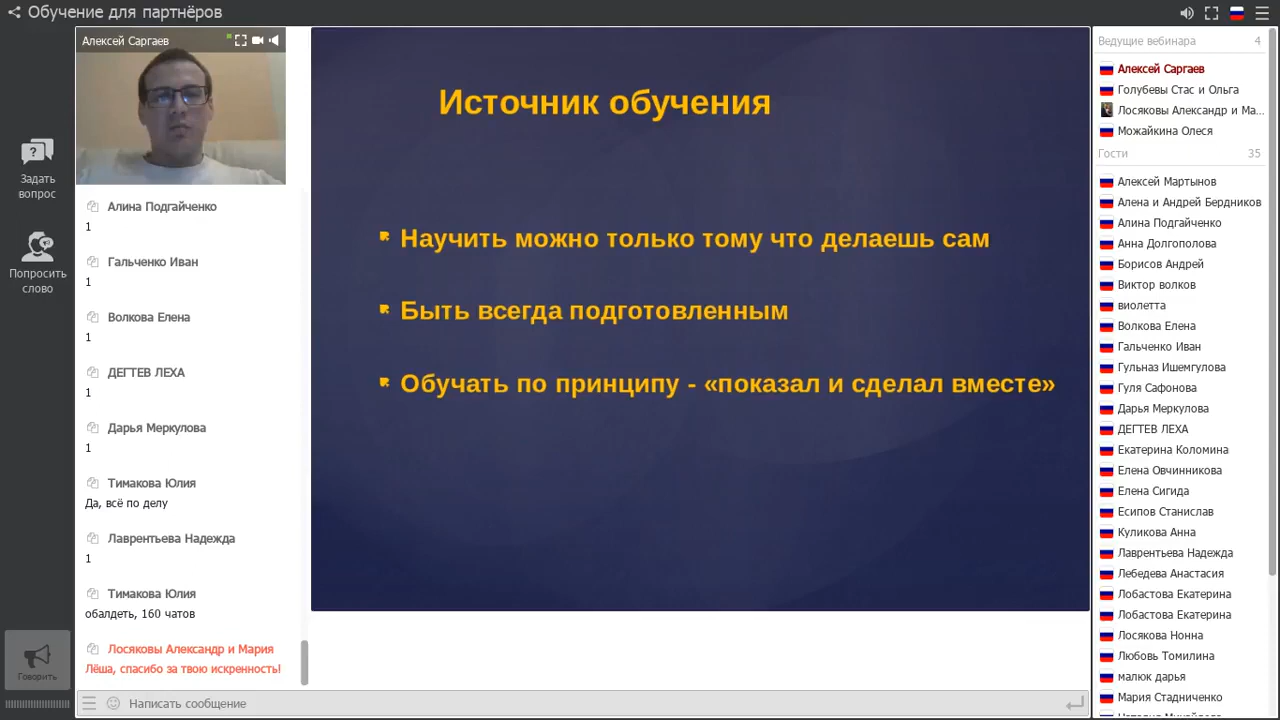 Обучение для партнёров
Задать
вопрос
Попросить
слово
Говорить
Алексей Саргаев
Алина Подгайченко
1
Гальченко Иван
1
Волкова Елена
1
ДЕГТЕВ ЛЕХА
1
Дарья Меркулова
1
Тимакова Юлия
Да, всё по делу
Лаврентьева Надежда
1
Тимакова Юлия
обалдеть, 160 чатов
Лосяковы Александр и Мария
Лёша, спасибо за твою искренность!
Написать сообщение
Источник обучения
Научить можно только тому что делаешь сам
Быть всегда подготовленным
Обучать по принципу - «показал и сделал вместе»
Ведущие вебинара 4
Алексей Саргаев
Голубевы Стас и Ольга
Лосяковы Александр и Ма...
Можайкина Олеся
Гости 35
Алексей Мартынов
Алена и Андрей Бердников
Алина Подгайченко
Анна Долгополова
Борисов Андрей
Виктор волков
виолетта
Волкова Елена
Гальченко Иван
Гульназ Ишемгулова
Гуля Сафонова
Дарья Меркулова
ДЕГТЕВ ЛЕХА
Екатерина Коломина
Елена Овчинникова
Елена Сигида
Есипов Станислав
Куликова Анна
Лаврентьева Надежда
Лебедева Анастасия
Лобастова Екатерина
Лобастова Екатерина
Лосякова Нонна
Любовь Томилина
малюк дарья
Мария Стадниченко